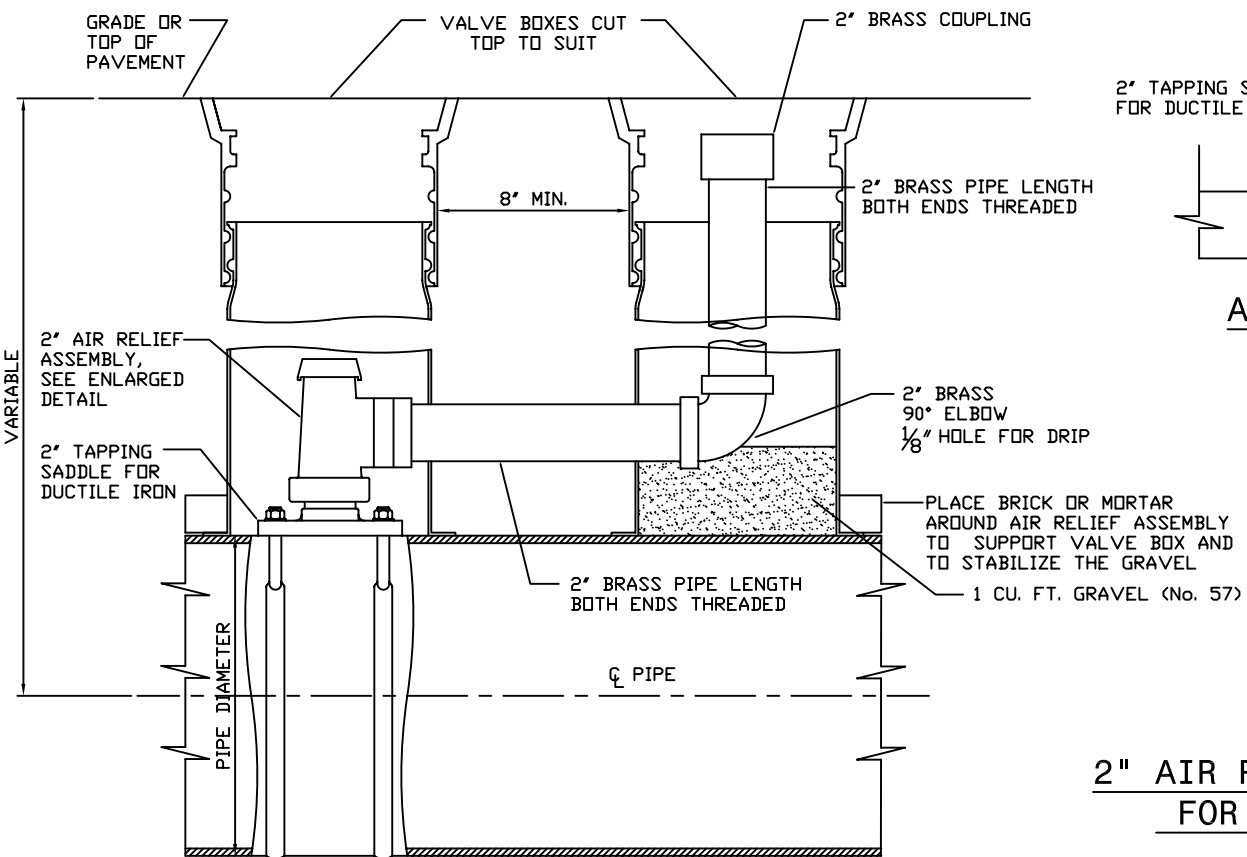 GRADE OR
TOP OF
PAVEMENT
VALVE BOXES CUT
TOP TO SUIT
2" BRASS COUPLING
2" TAPPING S
FOR DUCTILE
8" MIN.
2" BRASS PIPE LENGTH
BOTH ENDS THREADED
A
VARIABLE
2" AIR RELIEF
ASSEMBLY,
SEE ENLARGED
DETAIL
2" TAPPING
SADDLE FOR
DUCTILE IRON
2" BRASS
90° ELBOW
1/8" HOLE FOR DRIP
PLACE BRICK OR MORTAR
AROUND AIR RELIEF ASSEMBLY
TO SUPPORT VALVE BOX AND
TO STABILIZE THE GRAVEL
1 CU. FT. GRAVEL (No. 57)
2" BRASS PIPE LENGTH
BOTH ENDS THREADED
PIPE DIAMETER
℄ PIPE
2" AIR
FOR